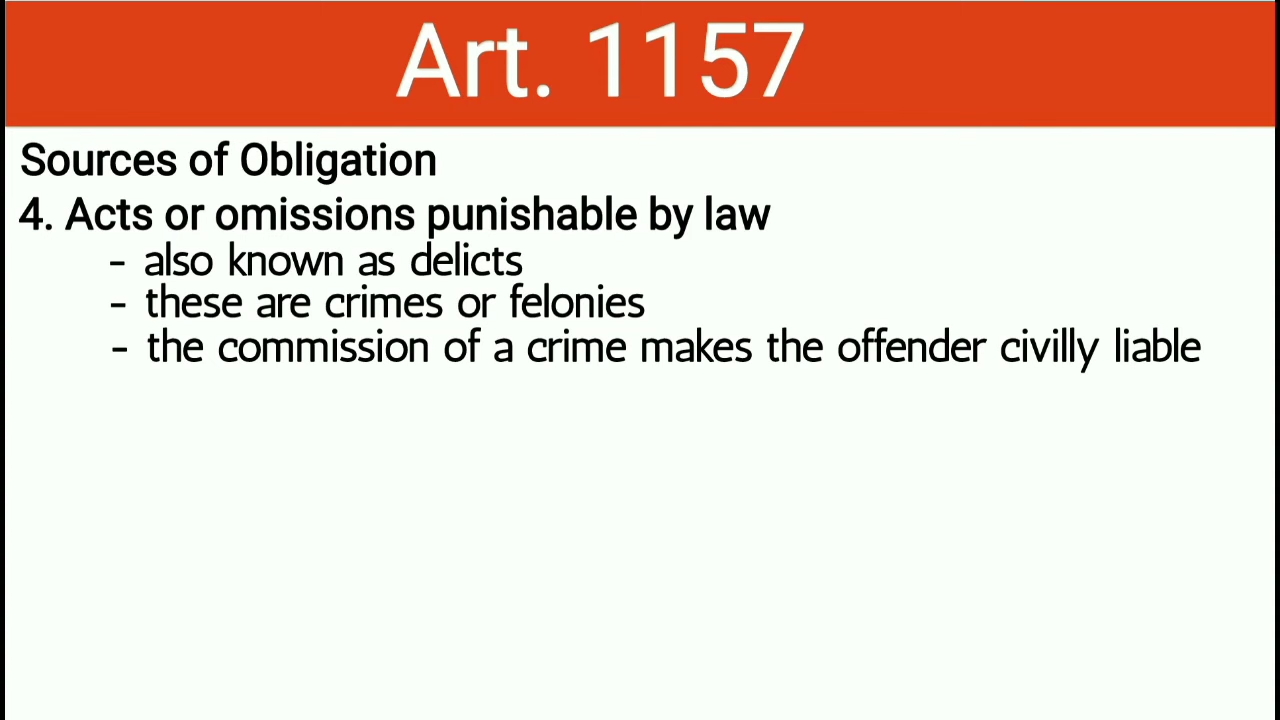 Art. 1157
Sources of Obligation
4. Acts or omissions punishable by law
- also known as delicts
- these are crimes or felonies
- the commission of a crime makes the offender civilly liable